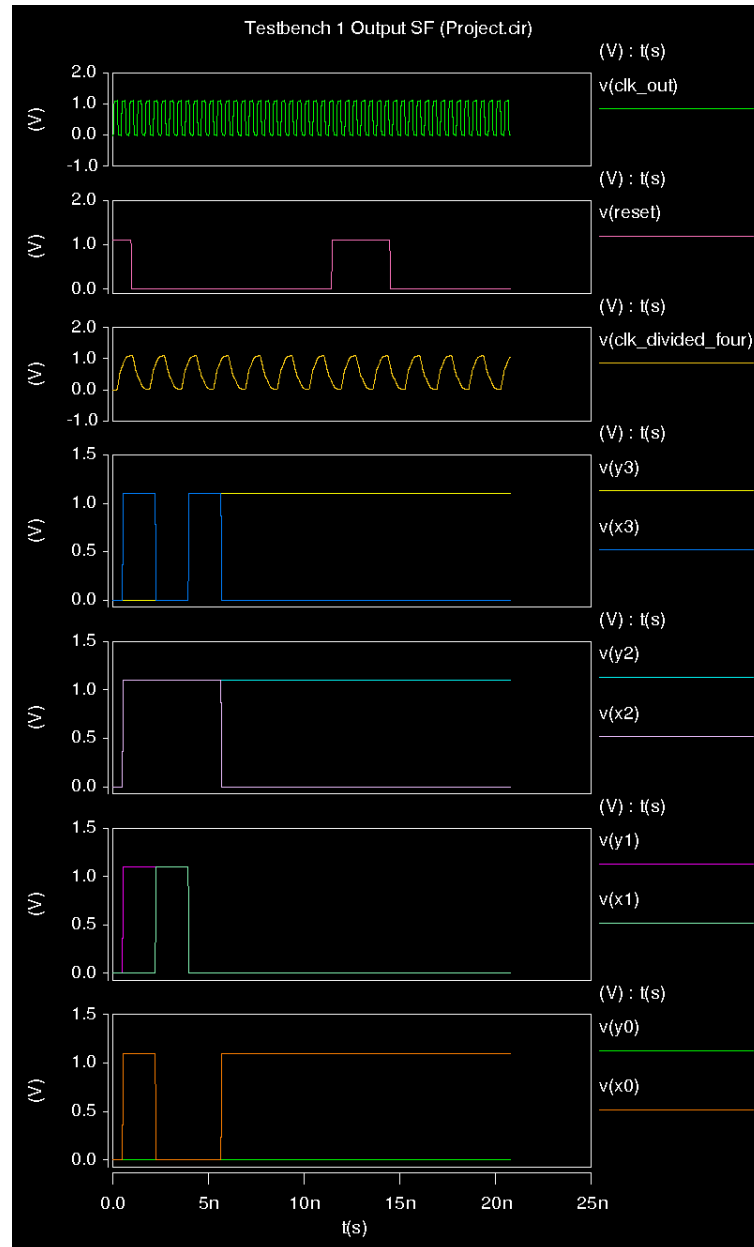 Testbench 1 Output SF (Project.cir)
(V) : t(s)
v(clk_out)
(V)
2.0
1.0
0.0
-1.0
(V) : t(s)
v(reset)
(V)
2.0
1.0
0.0
(V) : t(s)
v(clk_divided_four)
(V)
2.0
1.0
0.0
-1.0
(V) : t(s)
v(y3)
v(x3)
(V)
1.5
1.0
0.5
0.0
(V) : t(s)
v(y2)
v(x2)
(V)
1.5
1.0
0.5
0.0
(V) : t(s)
v(y1)
v(x1)
(V)
1.5
1.0
0.5
0.0
(V) : t(s)
v(y0)
v(x0)
(V)
1.5
1.0
0.5
0.0
0.0 5n 10n 15n 20n 25n
t(s)